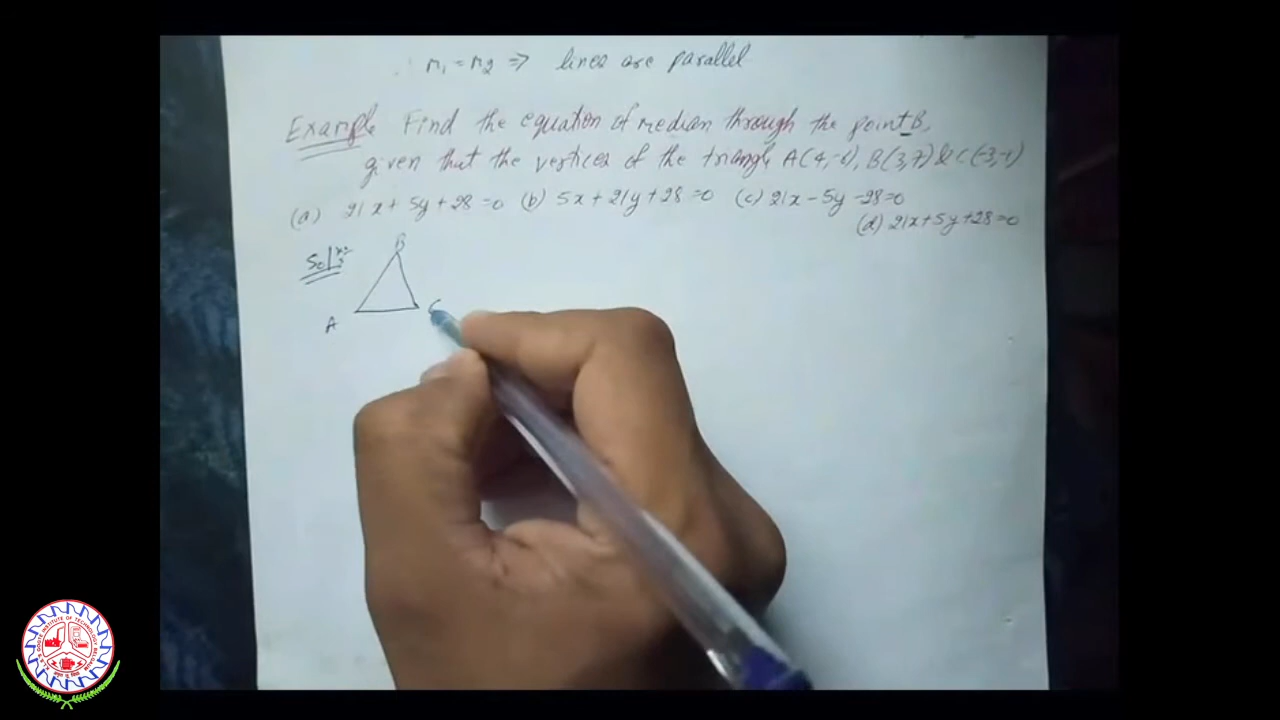 ∴ m₁ = m₂ ⇒ lines are parallel
Example Find the equation of median through the point B,
given that the vertices of the triangle A(4,-6), B(3,7) & C(-3,-1)
(a) 21x + 5y + 28 = 0 (b) 5x + 21y + 28 = 0 (c) 21x - 5y - 28 = 0
(d) 21x + 5y + 28 = 0
Solⁿ:-
B
A
C